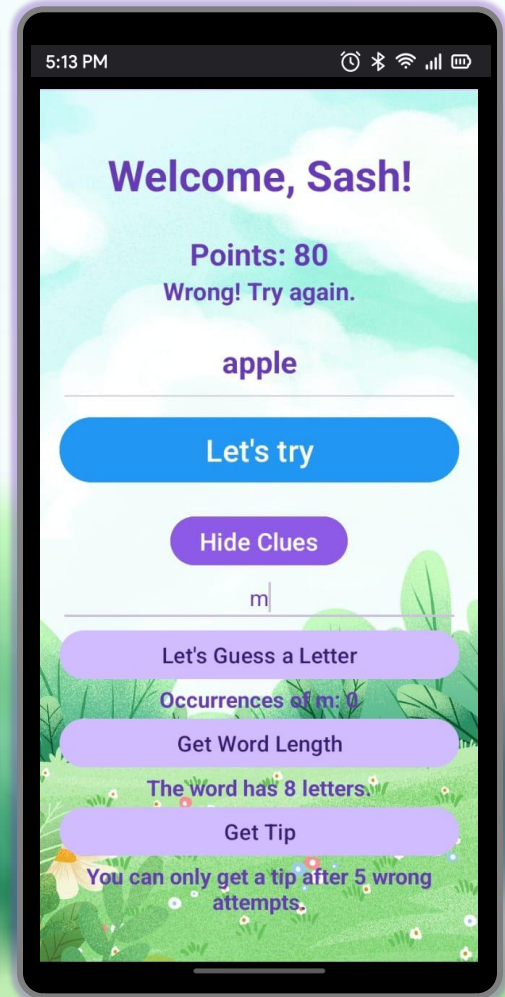 5:13 PM
Welcome, Sash!
Points: 80
Wrong! Try again.
apple
Let's try
Hide Clues
m
Let's Guess a Letter
Occurrences of m: 0
Get Word Length
The word has 8 letters.
Get Tip
You can only get a tip after 5 wrong
attempts.